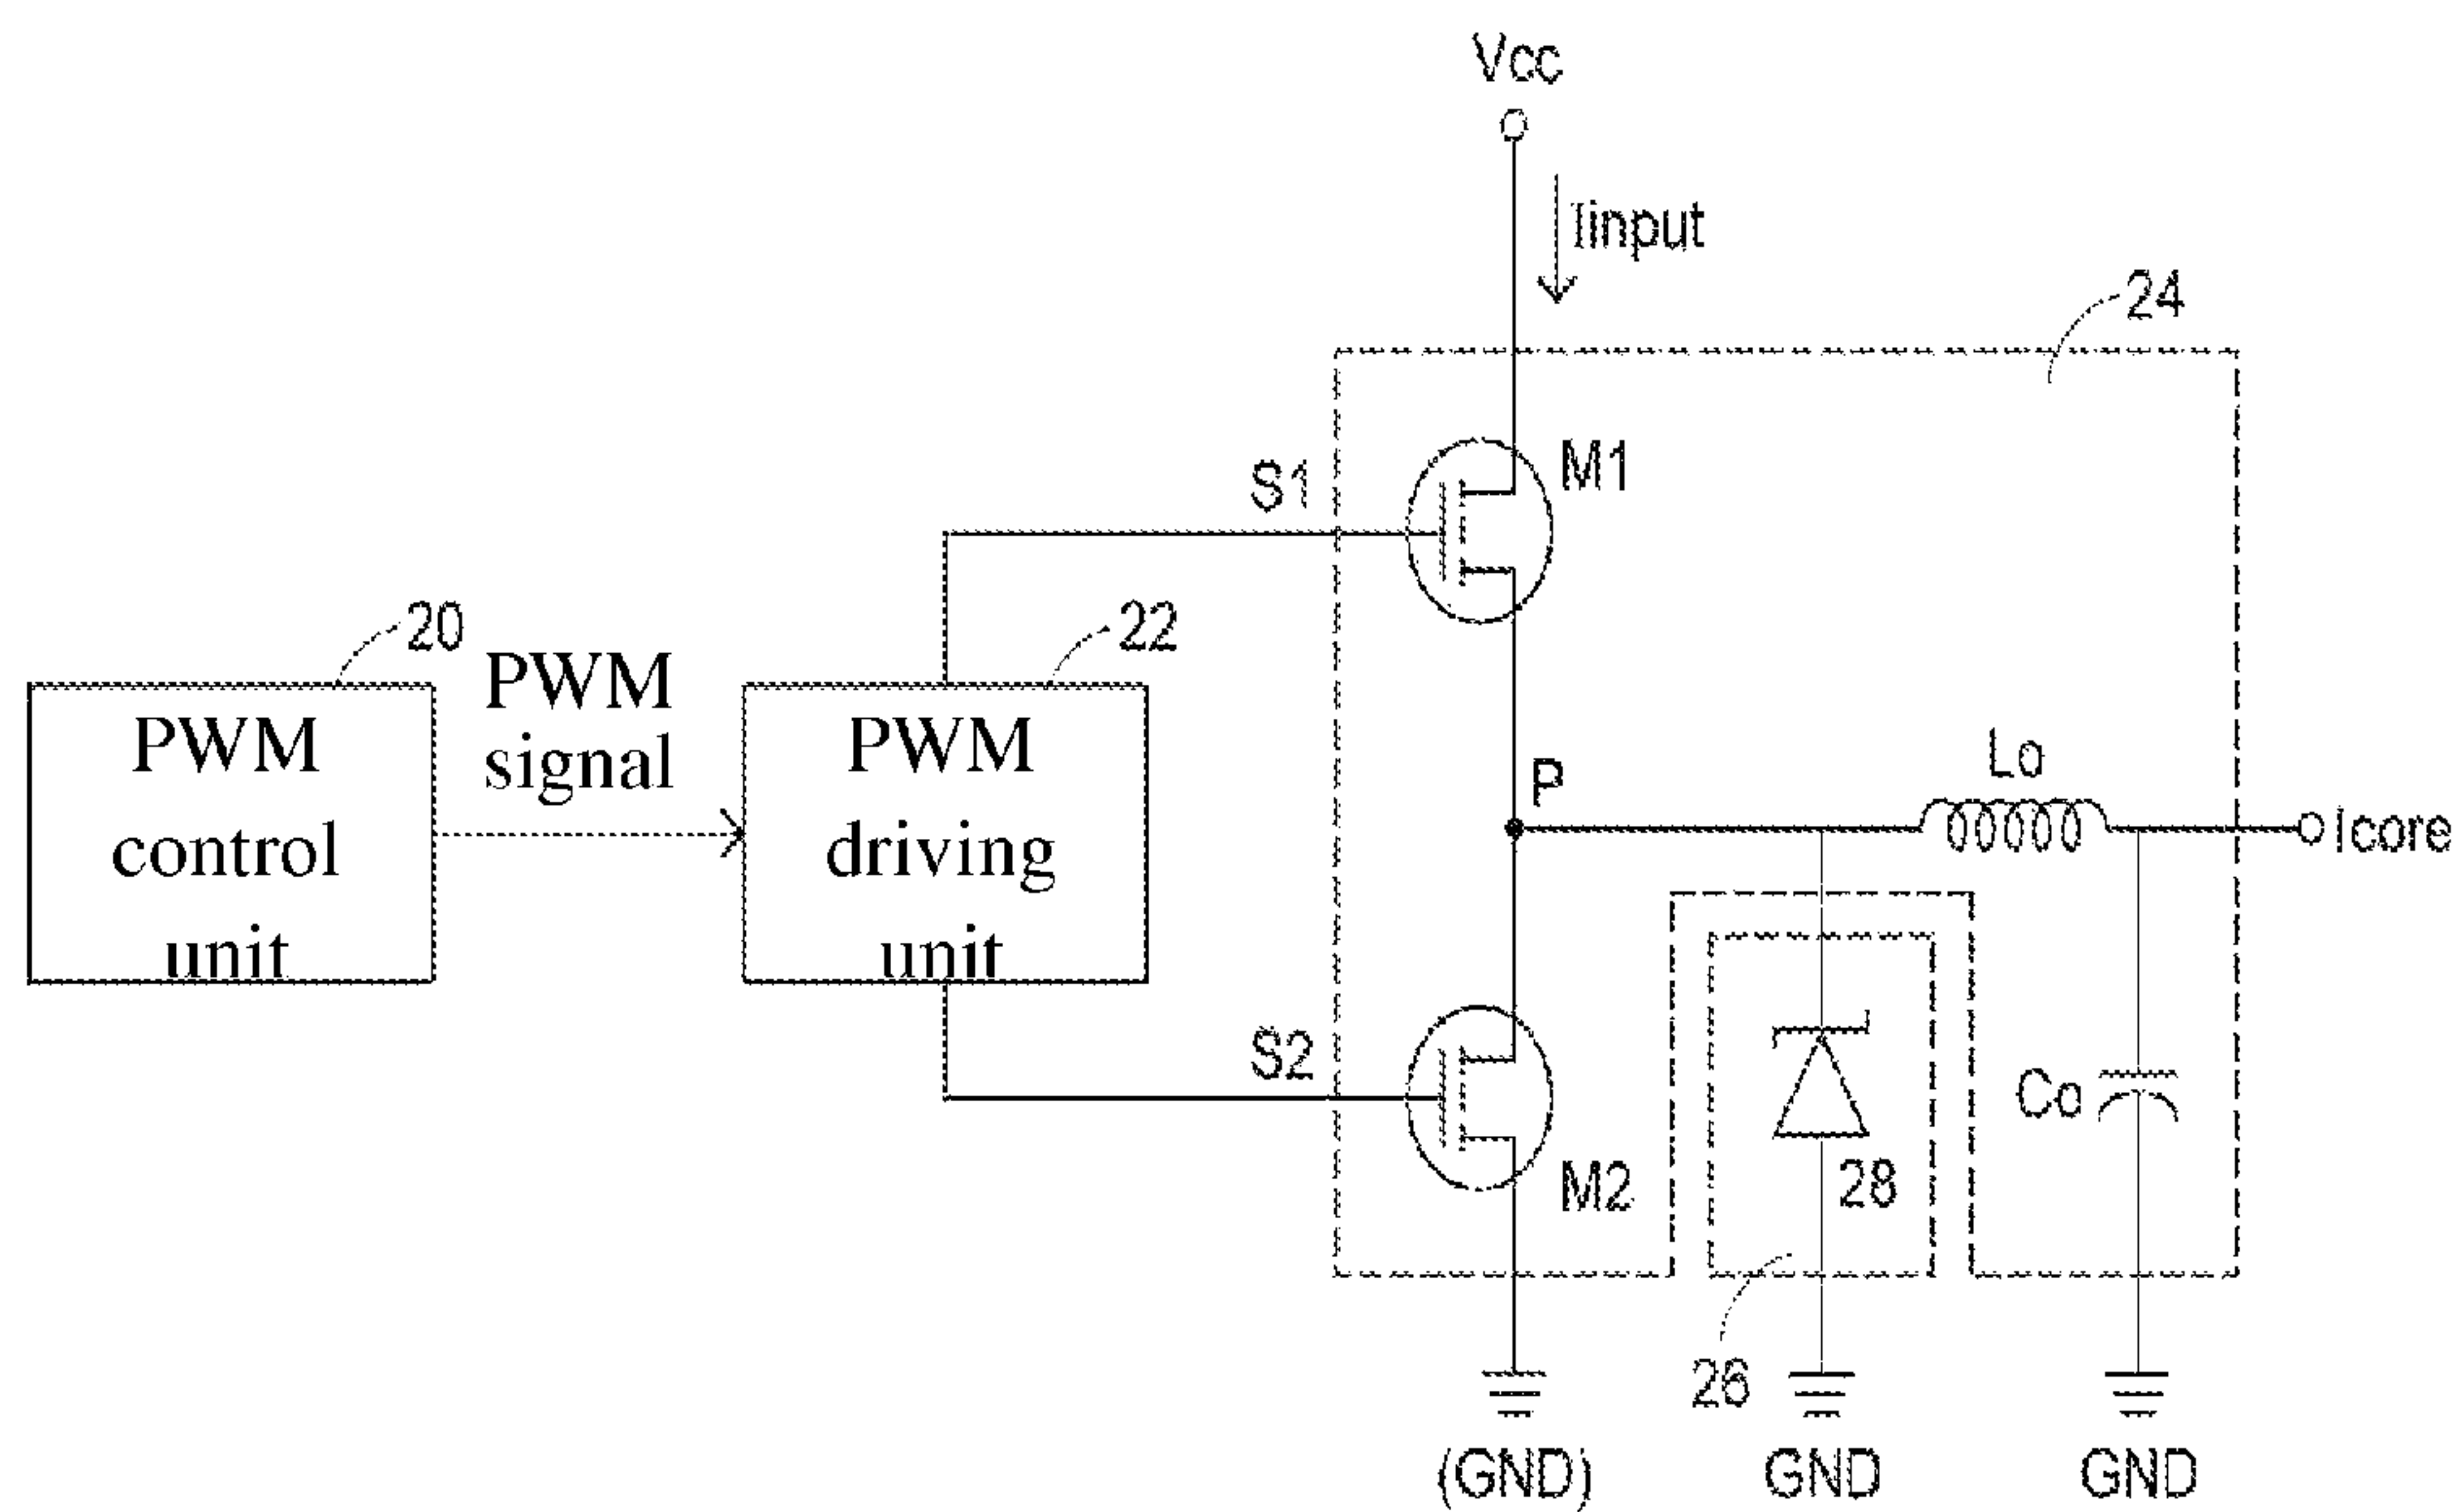 Vcc
Iinput
24
M1
S1
20
PWM
signal
22
PWM
control
unit
PWM
driving
unit
P
Lo
Icore
S2
M2
28
Co
26
(GND)
GND
GND